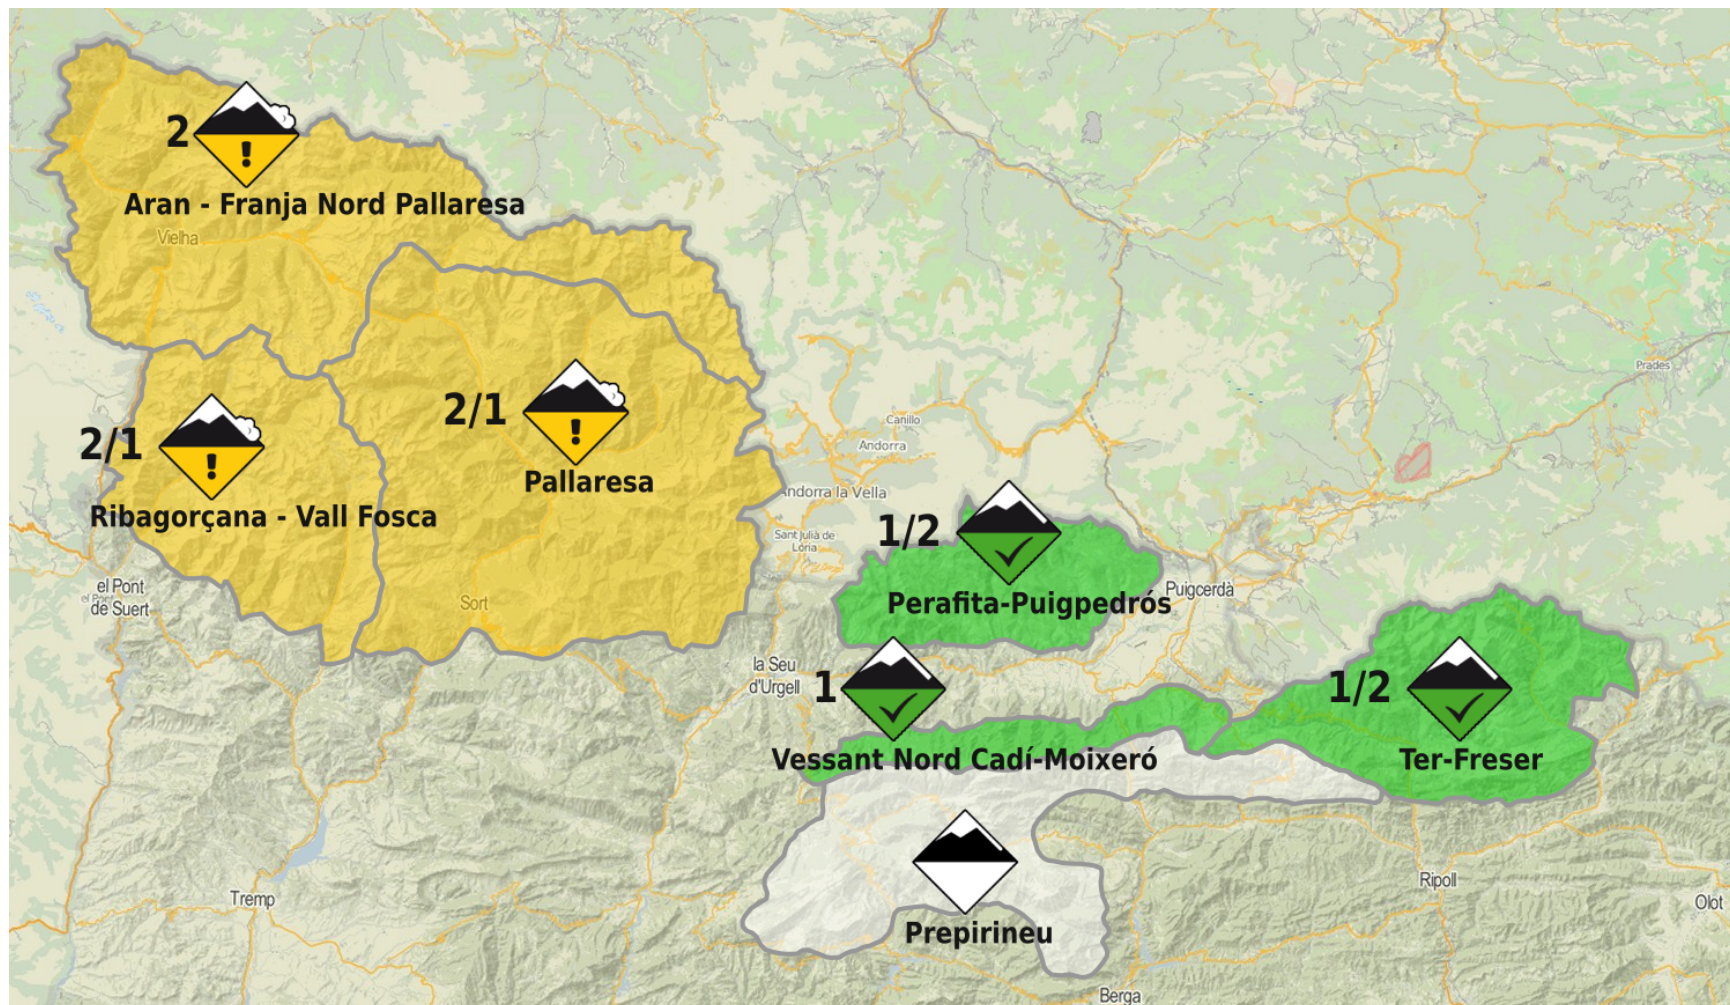 2
Aran - Franja Nord Pallaresa
Vielha
Prades
2/1
Pallaresa
Canillo
Andorra
2/1
Ribagorçana - Vall Fosca
Andorra la Vella
1/2
Sant Julià de
Lòria
Perafita-Puigpedrós
Puigcerdà
el Pont
de Suert
Sort
la Seu
d'Urgell
1
Vessant Nord Cadí-Moixeró
1/2
Ter-Freser
Prepirineu
Tremp
Ripoll
Olot
Berga